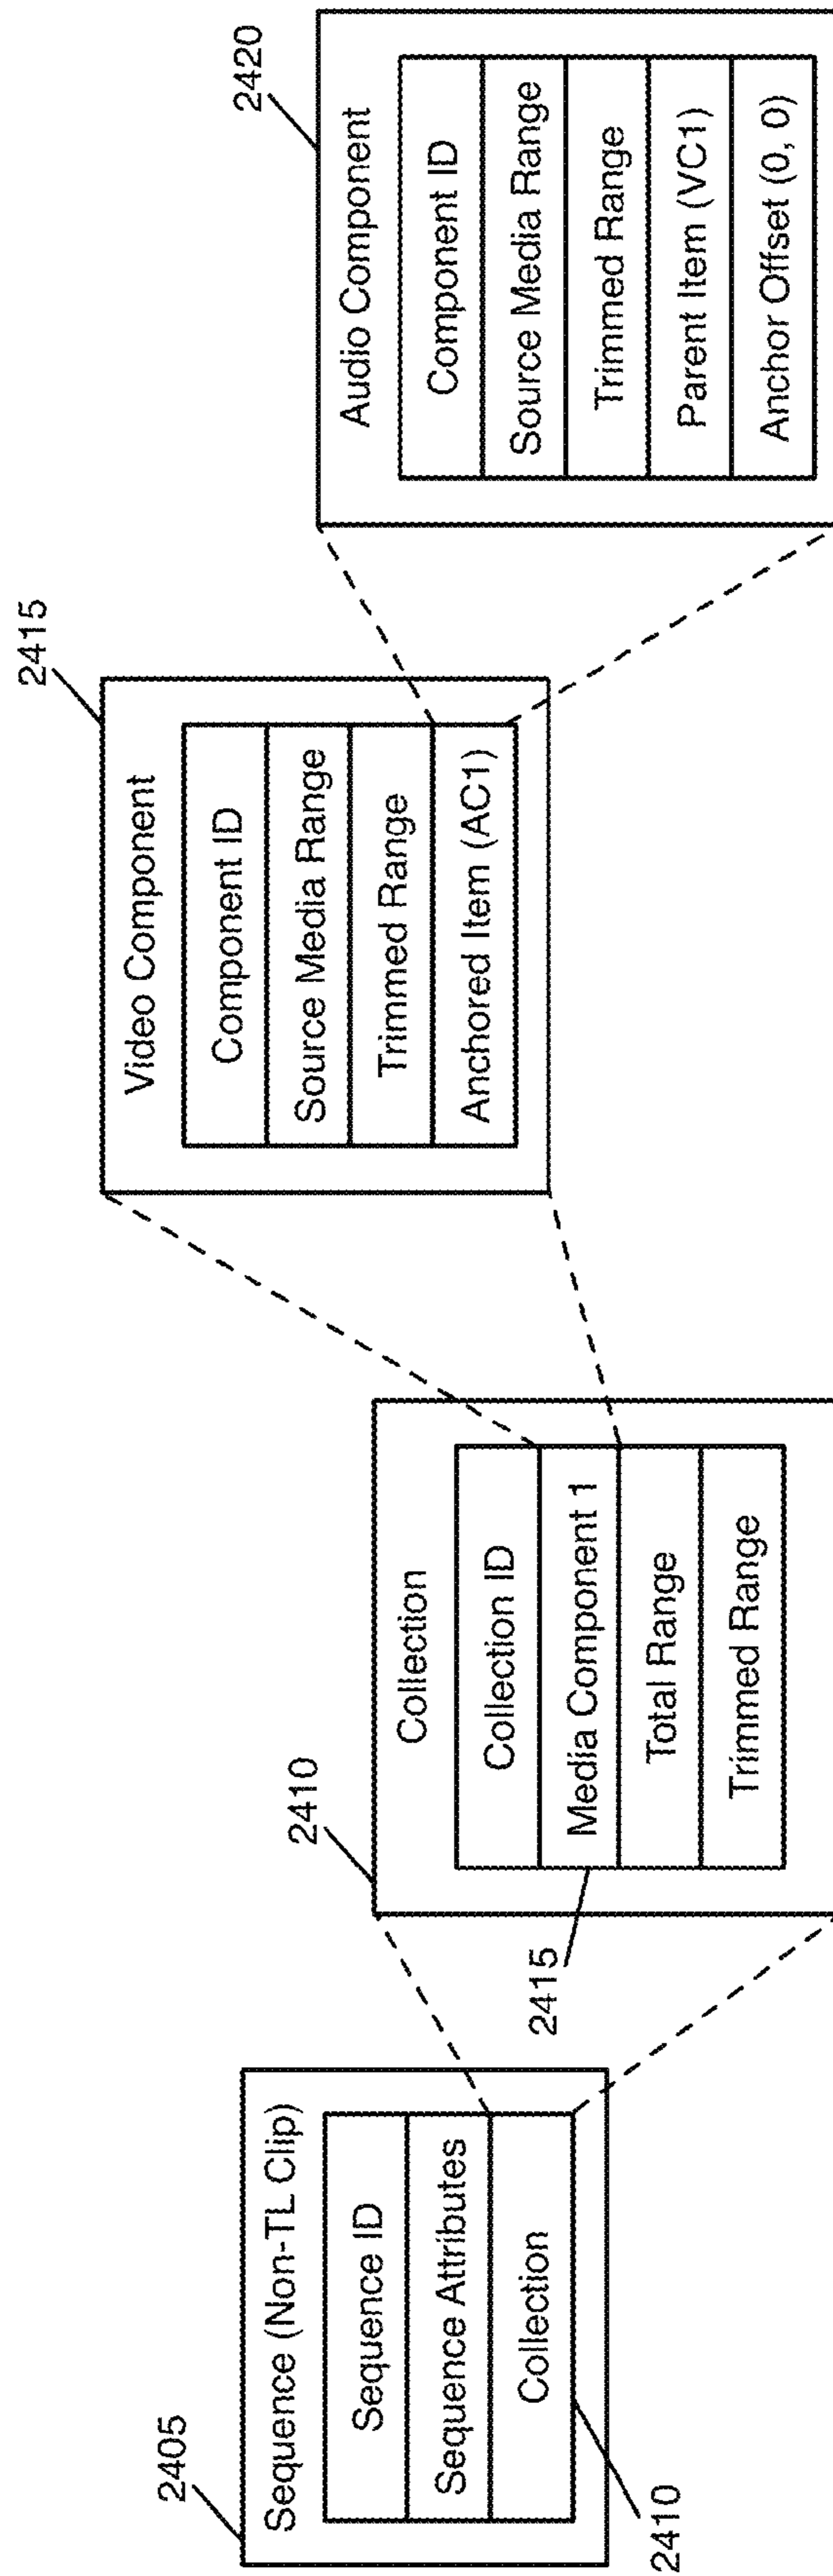 2405
Sequence (Non-TL Clip)
Sequence ID
Sequence Attributes
Collection
2410
2410
Collection
Collection ID
Media Component 1
Total Range
Trimmed Range
2415
2415
Video Component
Component ID
Source Media Range
Trimmed Range
Anchored Item (AC1)
2420
Audio Component
Component ID
Source Media Range
Trimmed Range
Parent Item (VC1)
Anchor Offset (0, 0)